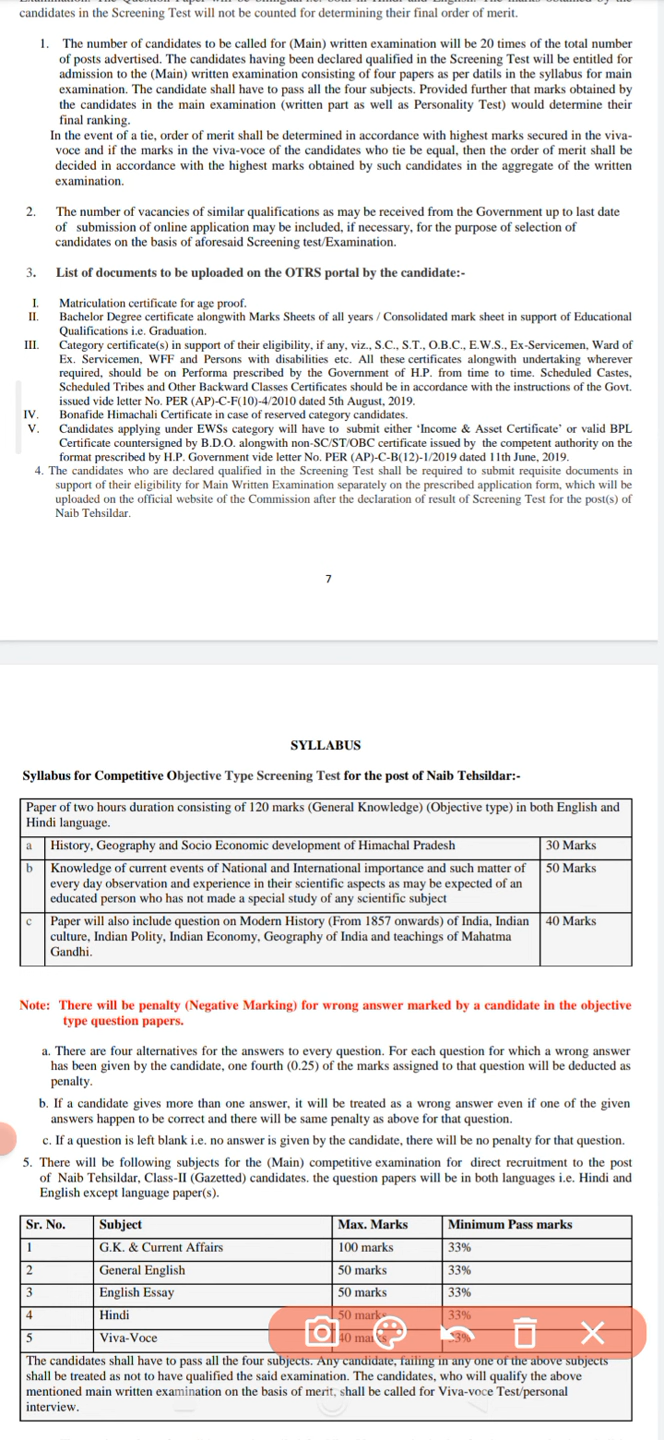 candidates in the Screening Test will not be counted for determining their final order of merit.
1. The number of candidates to be called for (Main) written examination will be 20 times of the total number
of posts advertised. The candidates having been declared qualified in the Screening Test will be entitled for
admission to the (Main) written examination consisting of four papers as per datils in the syllabus for main
examination. The candidate shall have to pass all the four subjects. Provided further that marks obtained by
the candidates in the main examination (written part as well as Personality Test) would determine their
final ranking.
In the event of a tie, order of merit shall be determined in accordance with highest marks secured in the viva-
voce and if the marks in the viva-voce of the candidates who tie be equal, then the order of merit shall be
decided in accordance with the highest marks obtained by such candidates in the aggregate of the written
examination.
2. The number of vacancies of similar qualifications as may be received from the Government up to last date
of submission of online application may be included, if necessary, for the purpose of selection of
candidates on the basis of aforesaid Screening test/Examination.
3. List of documents to be uploaded on the OTRS portal by the candidate:-
I. Matriculation certificate for age proof.
II. Bachelor Degree certificate alongwith Marks Sheets of all years / Consolidated mark sheet in support of Educational
Qualifications i.e. Graduation.
III. Category certificate(s) in support of their eligibility, if any, viz., S.C., S.T., O.B.C., E.W.S., Ex-Servicemen, Ward of
Ex. Servicemen, WFF and Persons with disabilities etc. All these certificates alongwith undertaking wherever
required, should be on Performa prescribed by the Government of H.P. from time to time. Scheduled Castes,
Scheduled Tribes and Other Backward Classes Certificates should be in accordance with the instructions of the Govt.
issued vide letter No. PER (AP)-C-F(10)-4/2010 dated 5th August, 2019.
IV. Bonafide Himachali Certificate in case of reserved category candidates.
V. Candidates applying under EWSs category will have to submit either ‘Income & Asset Certificate’ or valid BPL
Certificate countersigned by B.D.O. alongwith non-SC/ST/OBC certificate issued by the competent authority on the
format prescribed by H.P. Government vide letter No. PER (AP)-C-B(12)-1/2019 dated 11th June, 2019.
4. The candidates who are declared qualified in the Screening Test shall be required to submit requisite documents in
support of their eligibility for Main Written Examination separately on the prescribed application form, which will be
uploaded on the official website of the Commission after the declaration of result of Screening Test for the post(s) of
Naib Tehsildar.
7
SYLLABUS
Syllabus for Competitive Objective Type Screening Test for the post of Naib Tehsildar:-
Paper of two hours duration consisting of 120 marks (General Knowledge) (Objective type) in both English and
Hindi language.
a History, Geography and Socio Economic development of Himachal Pradesh 30 Marks
b Knowledge of current events of National and International importance and such matter of 50 Marks
every day observation and experience in their scientific aspects as may be expected of an
educated person who has not made a special study of any scientific subject
c Paper will also include question on Modern History (From 1857 onwards) of India, Indian 40 Marks
culture, Indian Polity, Indian Economy, Geography of India and teachings of Mahatma
Gandhi.
Note: There will be penalty (Negative Marking) for wrong answer marked by a candidate in the objective
type question papers.
a. There are four alternatives for the answers to every question. For each question for which a wrong answer
has been given by the candidate, one fourth (0.25) of the marks assigned to that question will be deducted as
penalty.
b. If a candidate gives more than one answer, it will be treated as a wrong answer even if one of the given
answers happen to be correct and there will be same penalty as above for that question.
c. If a question is left blank i.e. no answer is given by the candidate, there will be no penalty for that question.
5. There will be following subjects for the (Main) competitive examination for direct recruitment to the post
of Naib Tehsildar, Class-II (Gazetted) candidates. the question papers will be in both languages i.e. Hindi and
English except language paper(s).
Sr. No. Subject Max. Marks Minimum Pass marks
1 G.K. & Current Affairs 100 marks 33%
2 General English 50 marks 33%
3 English Essay 50 marks 33%
4 Hindi 50 marks 33%
5 Viva-Voce 40 marks 33%
The candidates shall have to pass all the four subjects. Any candidate, failing in any one of the above subjects
shall be treated as not to have qualified the said examination. The candidates, who will qualify the above
mentioned main written examination on the basis of merit, shall be called for Viva-voce Test/personal
interview.